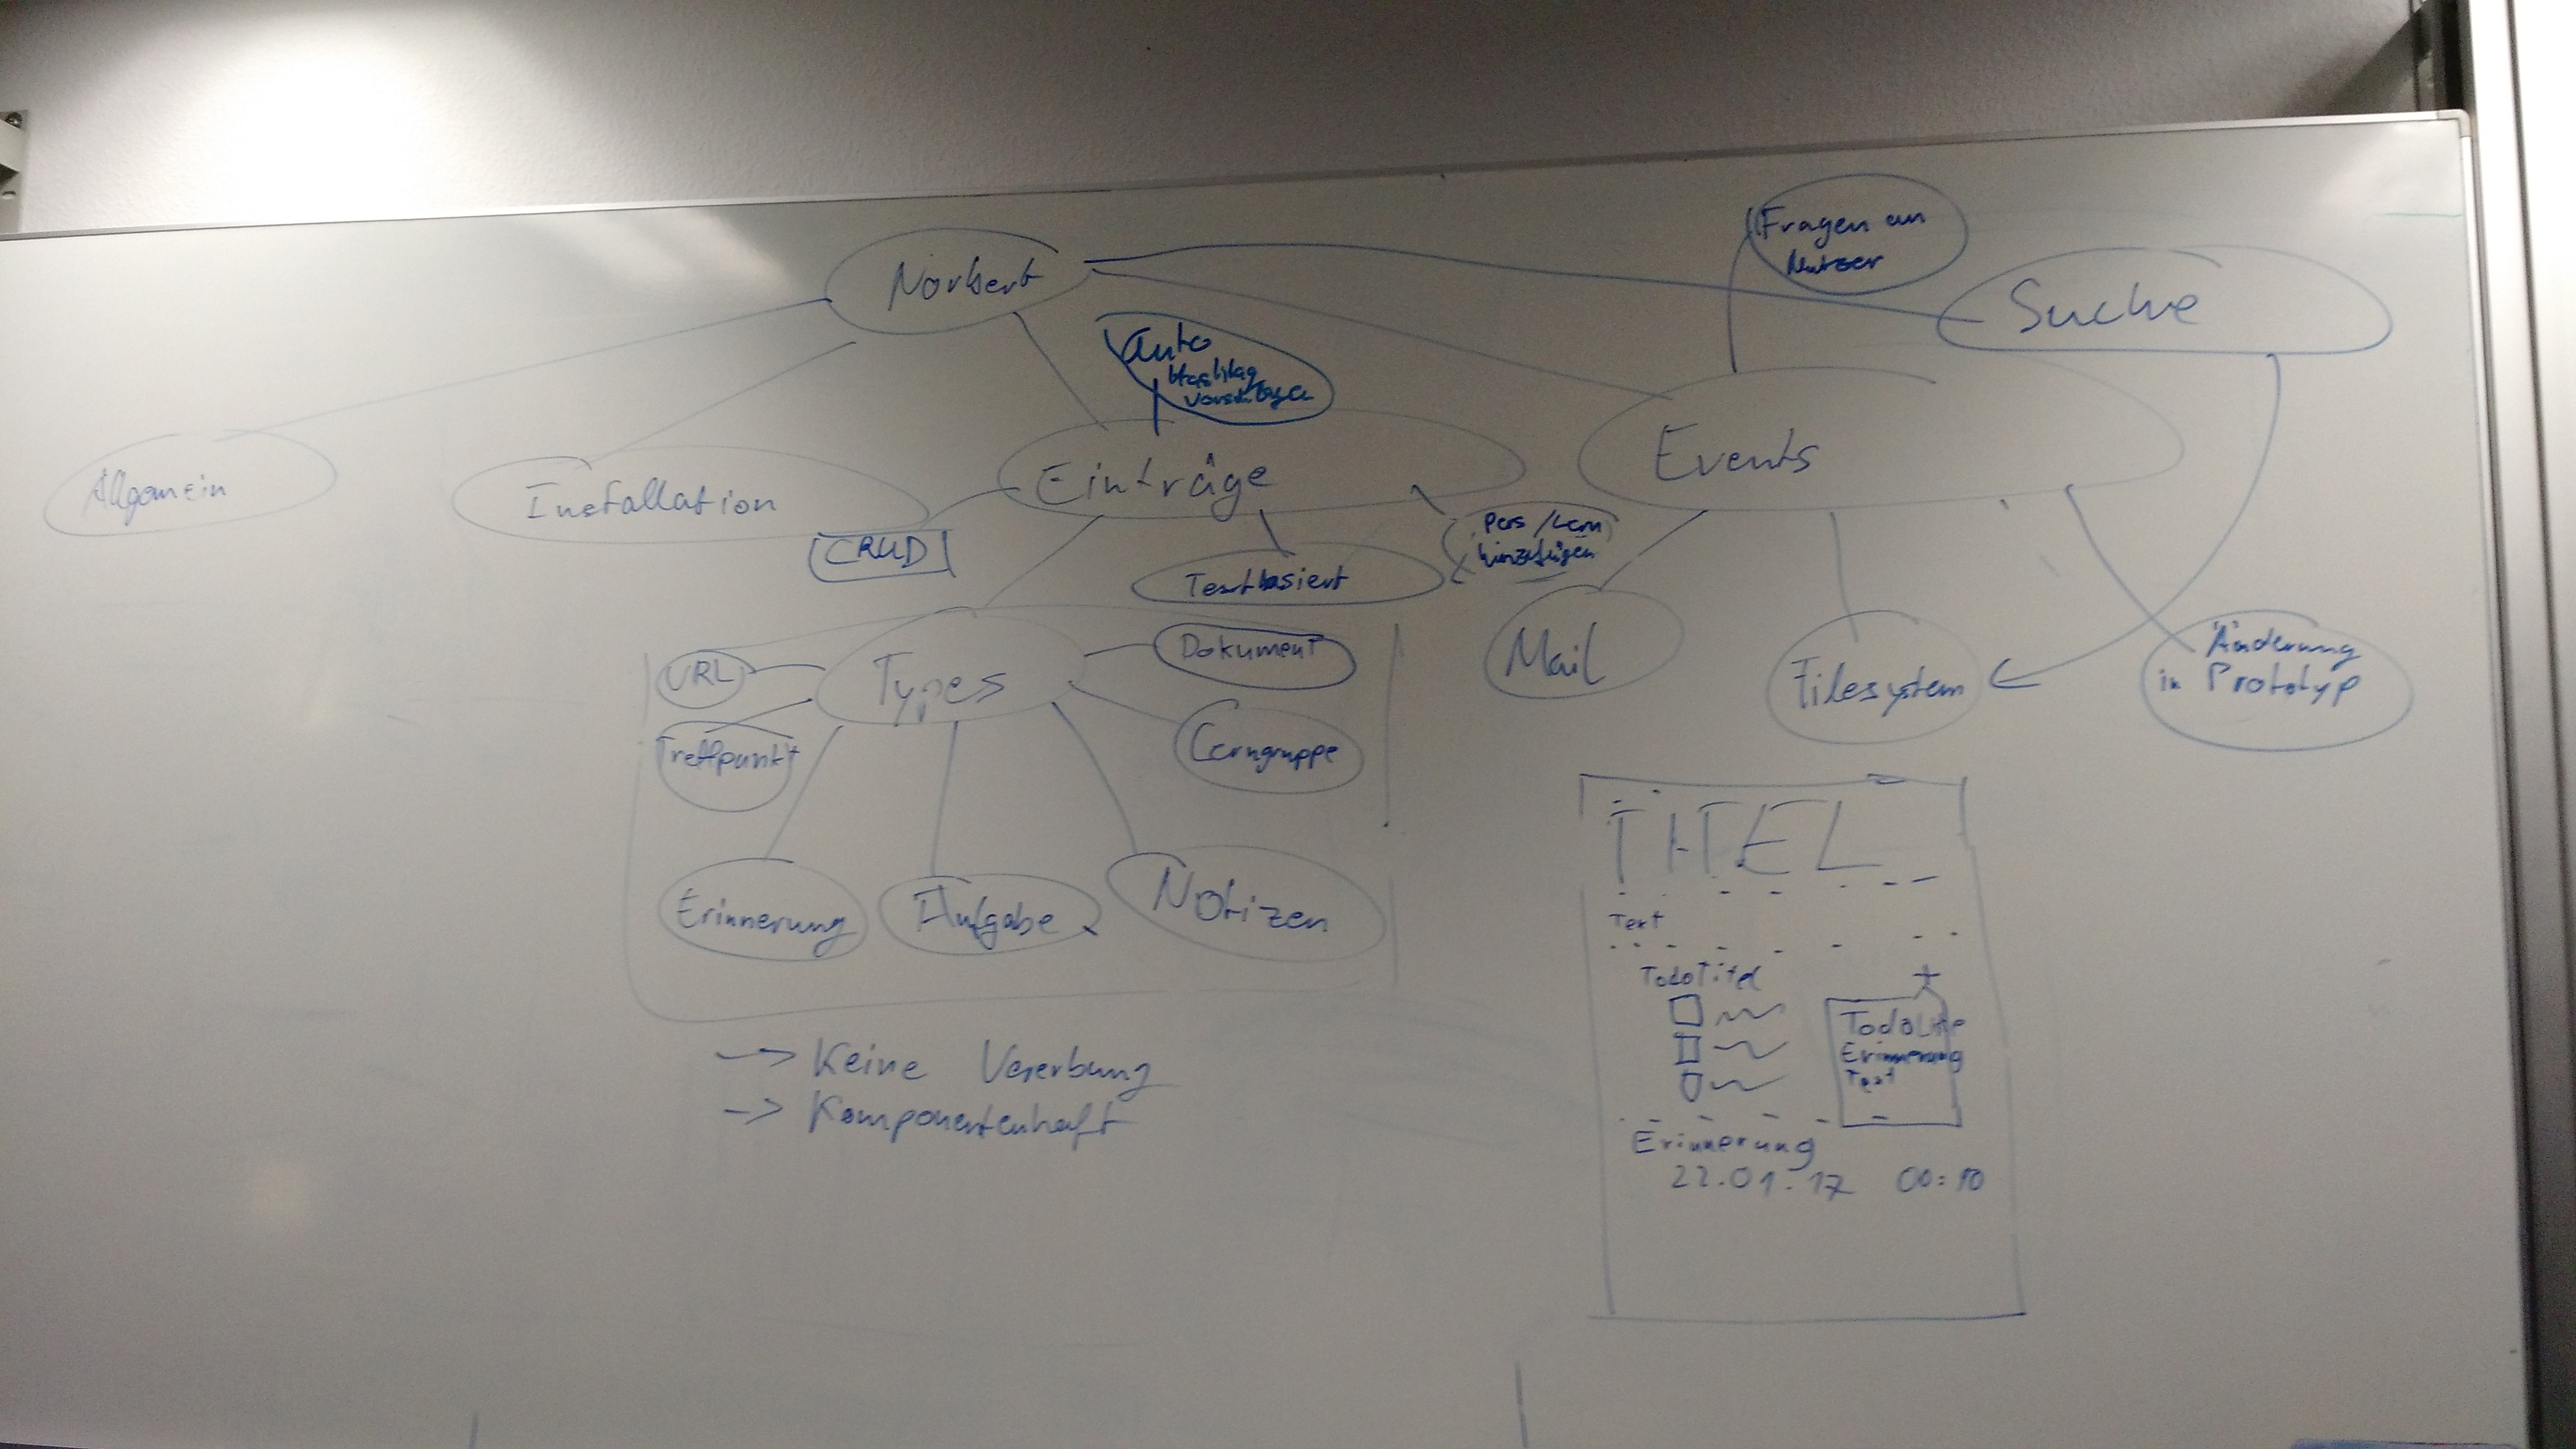 Norbert
Fragen an
Nutzer
Suche
Auto
Hashtag
Vorschläge
Allgemein
Installation
Einträge
Events
CRUD
Textbasiert
Pers / Lern
hinzufügen
URL
Types
Dokument
Mail
Filesystem
Änderung
in Prototyp
Treffpunkt
Lerngruppe
Erinnerung
Aufgabe
Notizen
-> Keine Vererbung
-> Komponentenhaft
TITEL
Text
TodoTitel +
TodoListe
Erinnerung
Text
Erinnerung
22.01.17 00:10